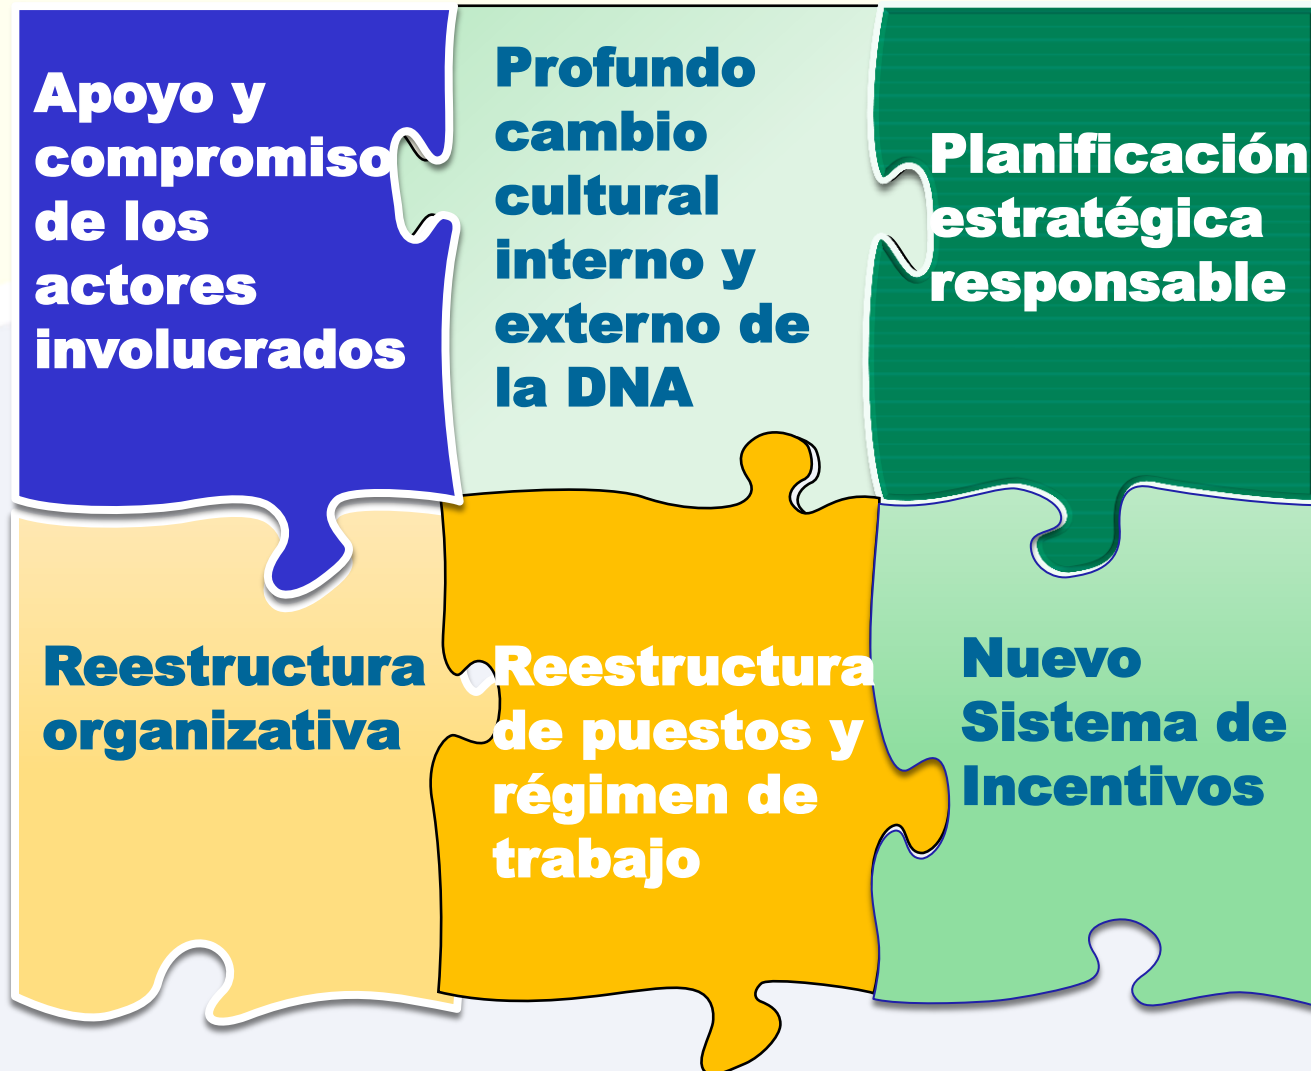 Apoyo y
compromiso
de los
actores
involucrados
Profundo
cambio
cultural
interno y
externo de
la DNA
Planificación
estratégica
responsable
Reestructura
organizativa
Reestructura
de puestos y
régimen de
trabajo
Nuevo
Sistema de
Incentivos